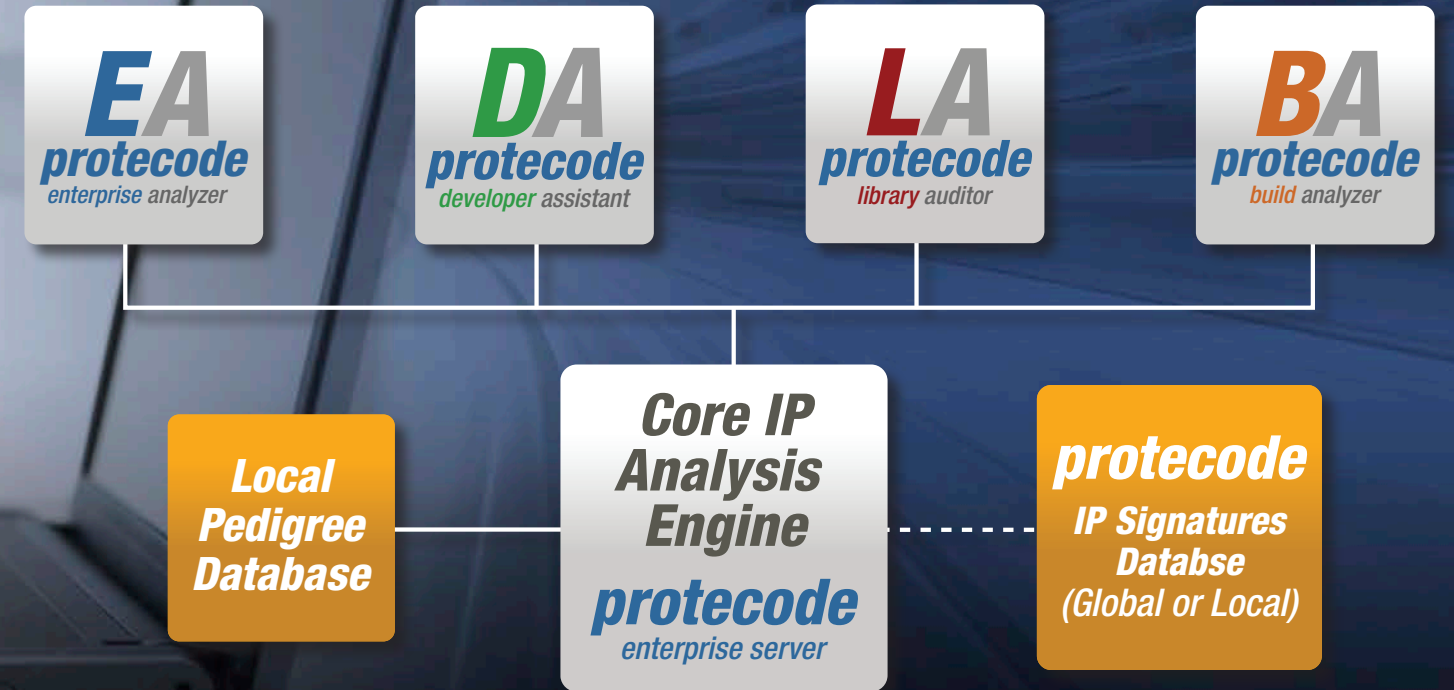 EA
protecode
enterprise analyzer
DA
protecode
developer assistant
LA
protecode
library auditor
BA
protecode
build analyzer
Local
Pedigree
Database
Core IP
Analysis
Engine
protecode
enterprise server
protecode
IP Signatures
Databse
(Global or Local)